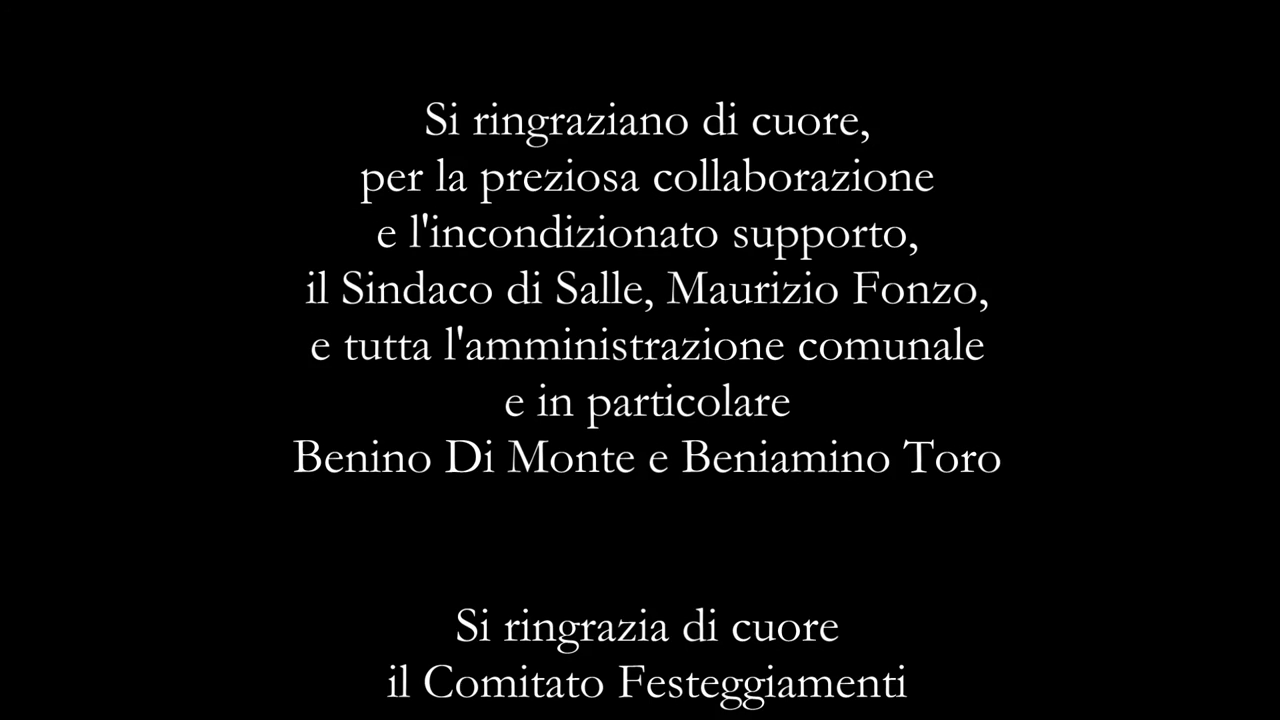 Si ringraziano di cuore,
per la preziosa collaborazione
e l'incondizionato supporto,
il Sindaco di Salle, Maurizio Fonzo,
e tutta l'amministrazione comunale
e in particolare
Benino Di Monte e Beniamino Toro
Si ringrazia di cuore
il Comitato Festeggiamenti